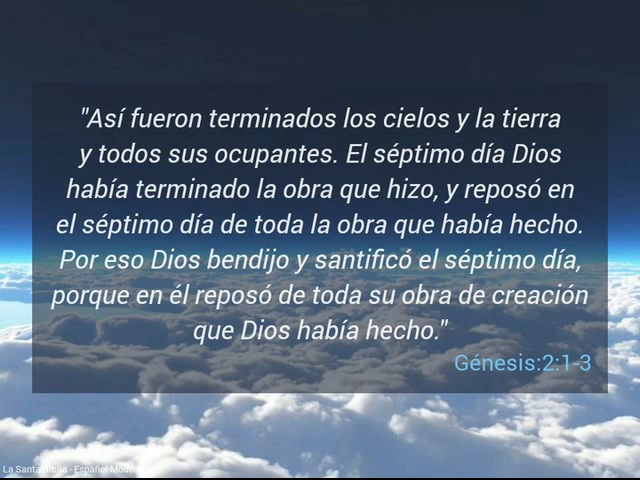 "Así fueron terminados los cielos y la tierra
y todos sus ocupantes. El séptimo día Dios
había terminado la obra que hizo, y reposó en
el séptimo día de toda la obra que había hecho.
Por eso Dios bendijo y santificó el séptimo día,
porque en él reposó de toda su obra de creación
que Dios había hecho."
Génesis:2:1-3
La Santa Biblia - Español